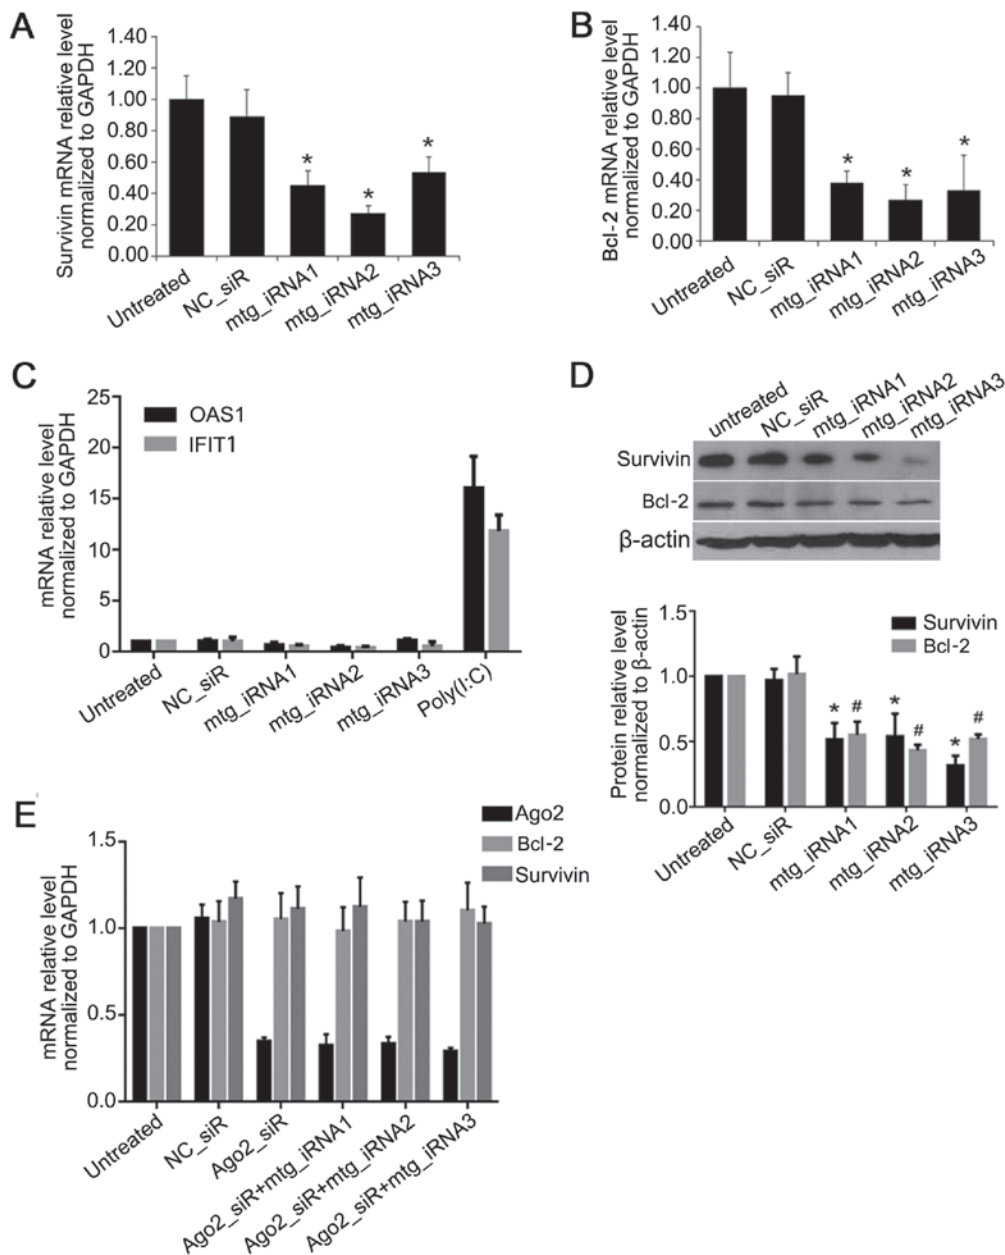 A
Survivin mRNA relative level
normalized to GAPDH
1.40
1.20
1.00
0.80
0.60
0.40
0.20
0.00
*
*
*
Untreated
NC_siR
mtg_iRNA1
mtg_iRNA2
mtg_iRNA3
B
Bcl-2 mRNA relative level
normalized to GAPDH
1.40
1.20
1.00
0.80
0.60
0.40
0.20
0.00
*
*
*
Untreated
NC_siR
mtg_iRNA1
mtg_iRNA2
mtg_iRNA3
C
mRNA relative level
normalized to GAPDH
25
20
15
10
5
0
OAS1
IFIT1
Untreated
NC_siR
mtg_iRNA1
mtg_iRNA2
mtg_iRNA3
Poly(I:C)
D
untreated
NC_siR
mtg_iRNA1
mtg_iRNA2
mtg_iRNA3
Survivin
Bcl-2
β-actin
Protein relative level
normalized to β-actin
1.5
1.0
0.5
0.0
Survivin
Bcl-2
* #
* #
* #
Untreated
NC_siR
mtg_iRNA1
mtg_iRNA2
mtg_iRNA3
E
mRNA relative level
normalized to GAPDH
1.5
1.0
0.5
0.0
Ago2
Bcl-2
Survivin
Untreated
NC_siR
Ago2_siR
Ago2_siR+mtg_iRNA1
Ago2_siR+mtg_iRNA2
Ago2_siR+mtg_iRNA3